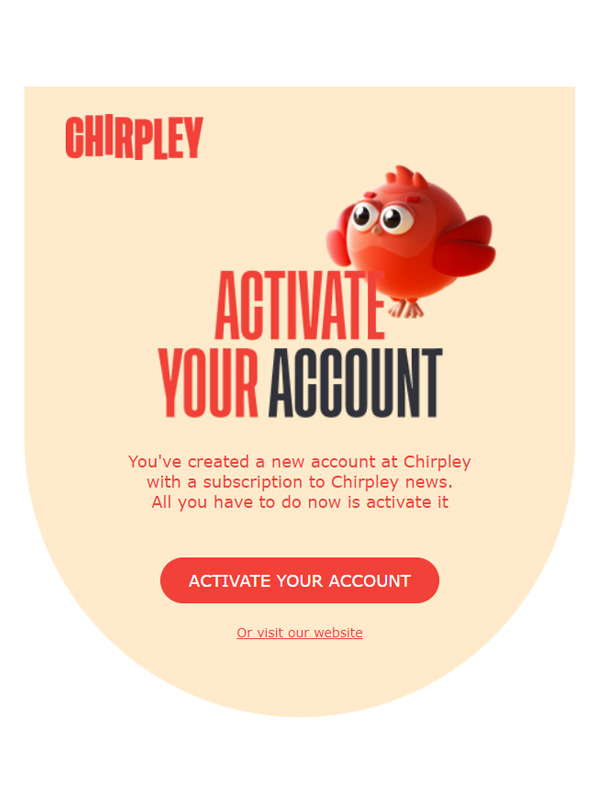 CHIRPLEY
ACTIVATE
YOUR ACCOUNT
You've created a new account at Chirpley
with a subscription to Chirpley news.
All you have to do now is activate it
ACTIVATE YOUR ACCOUNT
Or visit our website